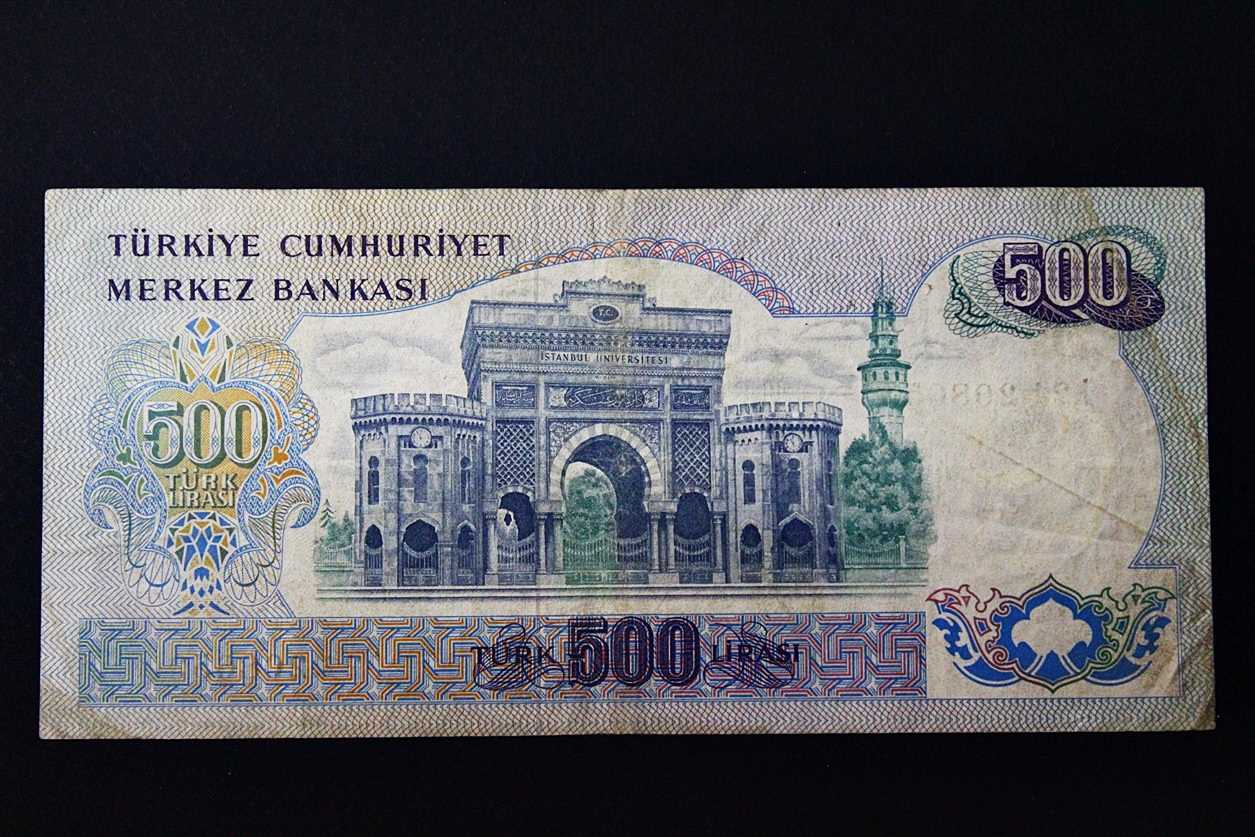 TÜRKİYE CUMHURİYET
MERKEZ BANKASI
500
T.C.
İSTANBUL ÜNİVERSİTESİ
500
TÜRK
LİRASI
TÜRK 500 LİRASI